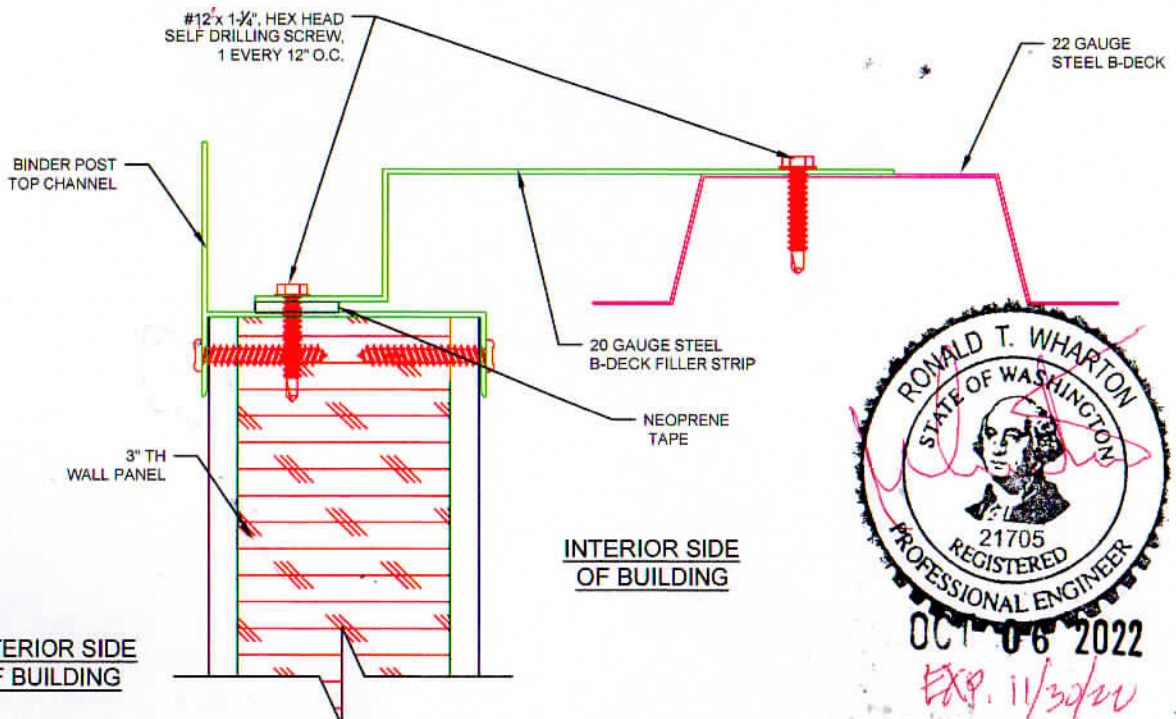 #12 x 1-¼", HEX HEAD
SELF DRILLING SCREW,
1 EVERY 12" O.C.
22 GAUGE
STEEL B-DECK
BINDER POST
TOP CHANNEL
20 GAUGE STEEL
B-DECK FILLER STRIP
NEOPRENE
TAPE
3" TH
WALL PANEL
INTERIOR SIDE
OF BUILDING
TERIOR SIDE
F BUILDING
RONALD T. WHARTON
STATE OF WASHINGTON
21705
REGISTERED
PROFESSIONAL ENGINEER
OCT 06 2022
EXP. 11/30/22